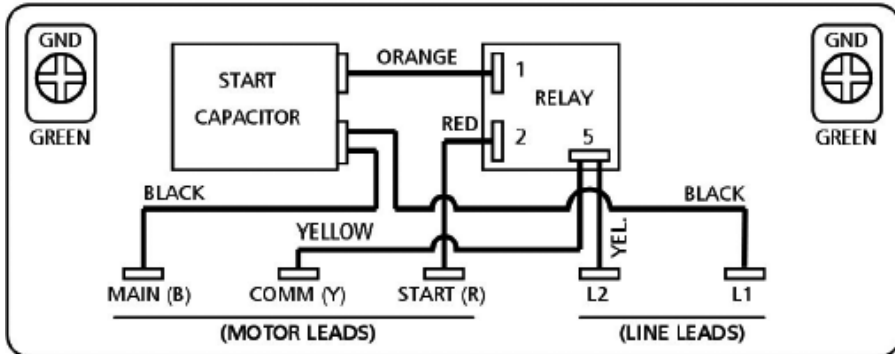 GND
GREEN
START
CAPACITOR
ORANGE
1
RELAY
RED
2
5
GND
GREEN
BLACK
BLACK
YELLOW
YEL.
MAIN (B)
COMM (Y)
START (R)
L2
L1
(MOTOR LEADS)
(LINE LEADS)